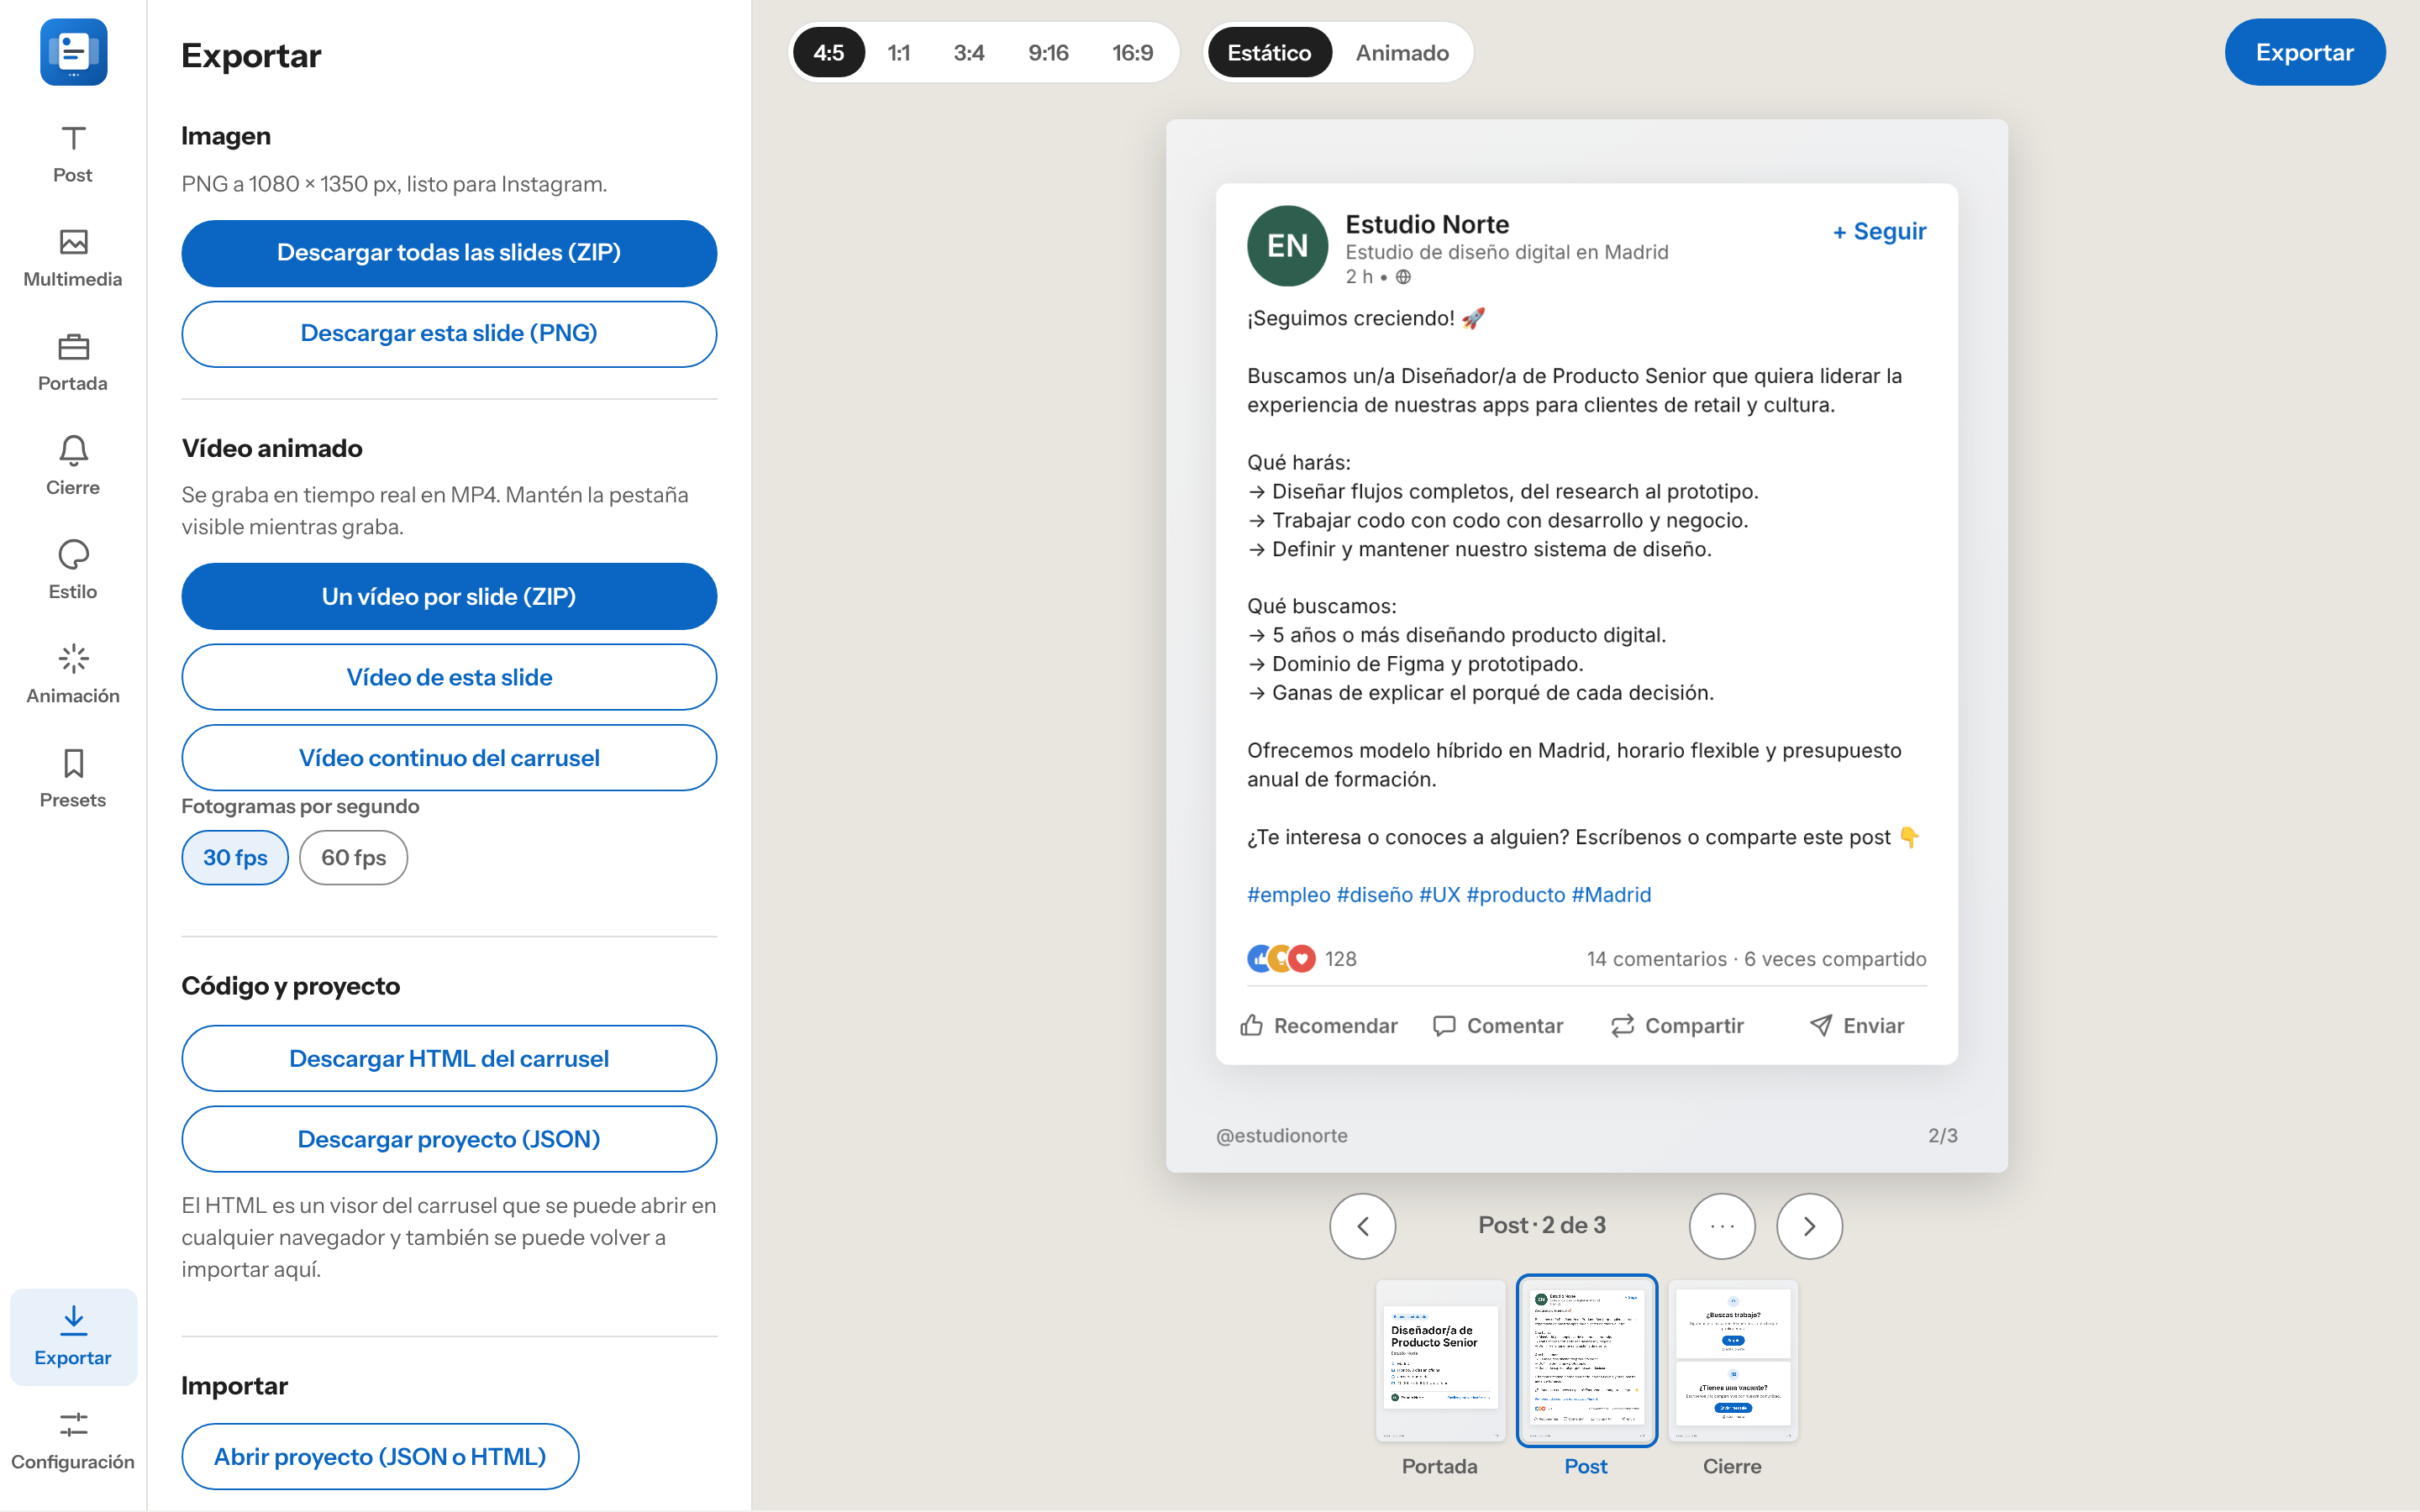 Exportar
Post
Multimedia
Portada
Cierre
Estilo
Animación
Presets
Exportar
Configuración
Imagen
PNG a 1080 × 1350 px, listo para Instagram.
Descargar todas las slides (ZIP)
Descargar esta slide (PNG)
Vídeo animado
Se graba en tiempo real en MP4. Mantén la pestaña
visible mientras graba.
Un vídeo por slide (ZIP)
Vídeo de esta slide
Vídeo continuo del carrusel
Fotogramas por segundo
30 fps 60 fps
Código y proyecto
Descargar HTML del carrusel
Descargar proyecto (JSON)
El HTML es un visor del carrusel que se puede abrir en
cualquier navegador y también se puede volver a
importar aquí.
Importar
Abrir proyecto (JSON o HTML)
4:5 1:1 3:4 9:16 16:9
Estático Animado
Exportar
EN
Estudio Norte
+ Seguir
Estudio de diseño digital en Madrid
2 h •
¡Seguimos creciendo! 🚀
Buscamos un/a Diseñador/a de Producto Senior que quiera liderar la
experiencia de nuestras apps para clientes de retail y cultura.
Qué harás:
→ Diseñar flujos completos, del research al prototipo.
→ Trabajar codo con codo con desarrollo y negocio.
→ Definir y mantener nuestro sistema de diseño.
Qué buscamos:
→ 5 años o más diseñando producto digital.
→ Dominio de Figma y prototipado.
→ Ganas de explicar el porqué de cada decisión.
Ofrecemos modelo híbrido en Madrid, horario flexible y presupuesto
anual de formación.
¿Te interesa o conoces a alguien? Escríbenos o comparte este post 👇
#empleo #diseño #UX #producto #Madrid
128
14 comentarios · 6 veces compartido
Recomendar Comentar Compartir Enviar
@estudionorte
2/3
Post · 2 de 3
Diseñador/a de
Producto Senior
¿Buscas trabajo?
¿Tienes una vacante?
Portada
Post
Cierre